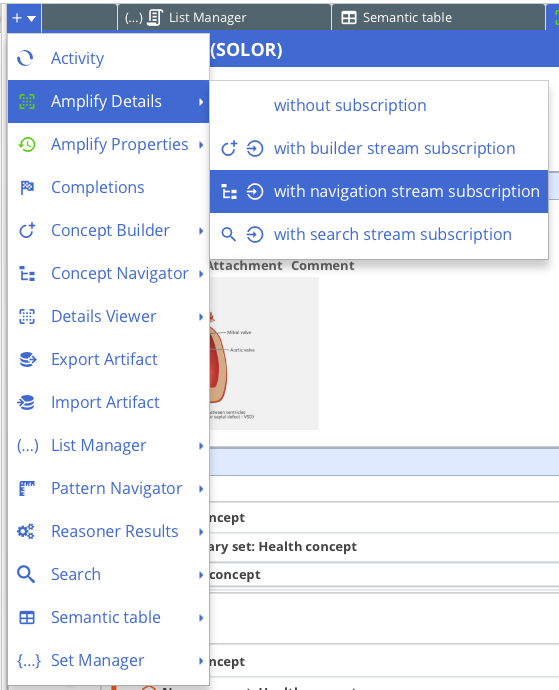 + (...) List Manager Semantic table
(SOLOR)
Activity
Amplify Details
without subscription
Amplify Properties
with builder stream subscription
Completions
with navigation stream subscription
Concept Builder
with search stream subscription
Concept Navigator
Attachment Comment
Details Viewer
Mitral valve
Aortic valve
Export Artifact
Import Artifact
between ventricles
septal defect - VSD)
(...) List Manager
Pattern Navigator
ncept
Reasoner Results
ary set: Health concept
Search
concept
Semantic table
{...} Set Manager
ncept